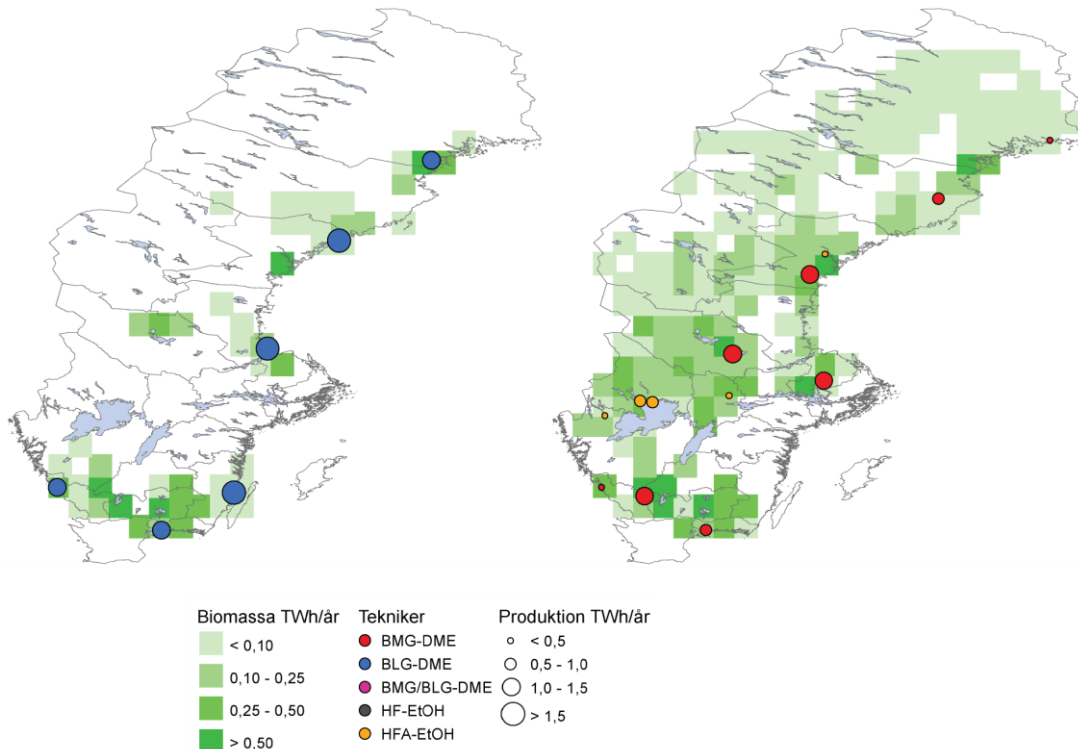 Biomassa TWh/år
< 0,10
0,10 - 0,25
0,25 - 0,50
> 0,50
Tekniker
BMG-DME
BLG-DME
BMG/BLG-DME
HF-EtOH
HFA-EtOH
Produktion TWh/år
< 0,5
0,5 - 1,0
1,0 - 1,5
> 1,5